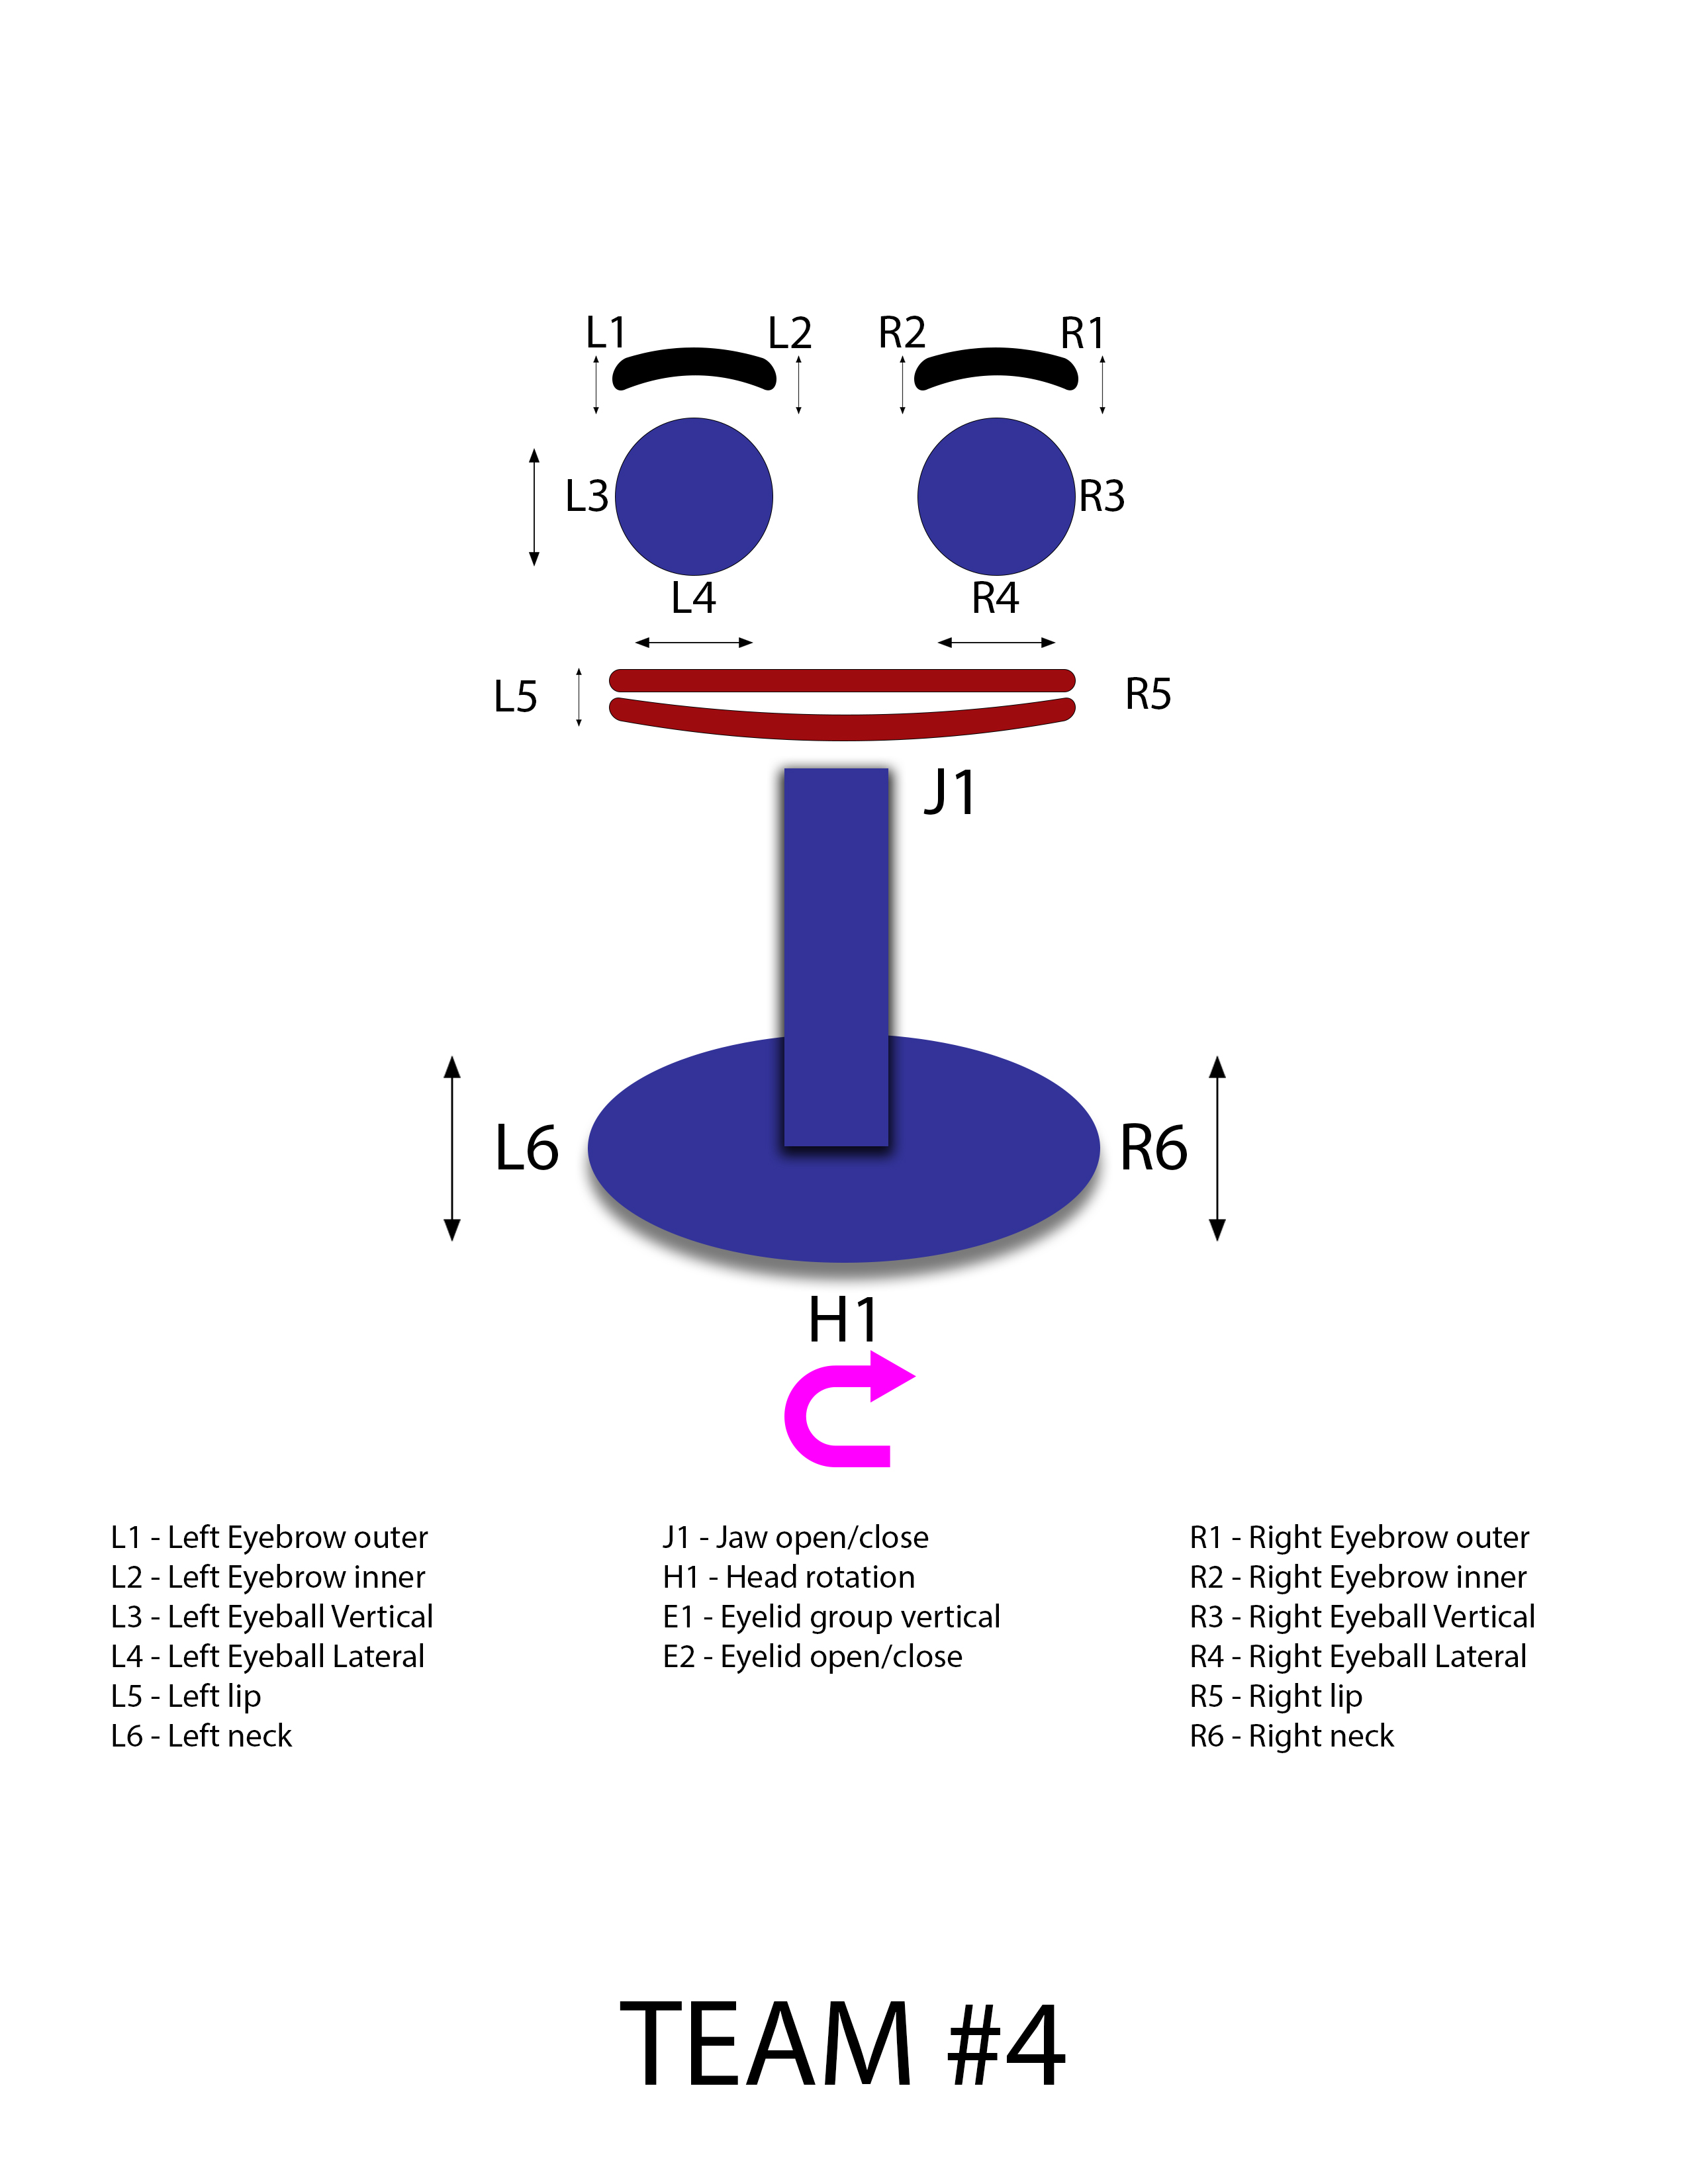 L1 L2 R2 R1
L3 R3
L4 R4
L5 R5
J1
L6 R6
H1
L1 - Left Eyebrow outer
L2 - Left Eyebrow inner
L3 - Left Eyeball Vertical
L4 - Left Eyeball Lateral
L5 - Left lip
L6 - Left neck
J1 - Jaw open/close
H1 - Head rotation
E1 - Eyelid group vertical
E2 - Eyelid open/close
R1 - Right Eyebrow outer
R2 - Right Eyebrow inner
R3 - Right Eyeball Vertical
R4 - Right Eyeball Lateral
R5 - Right lip
R6 - Right neck
TEAM #4